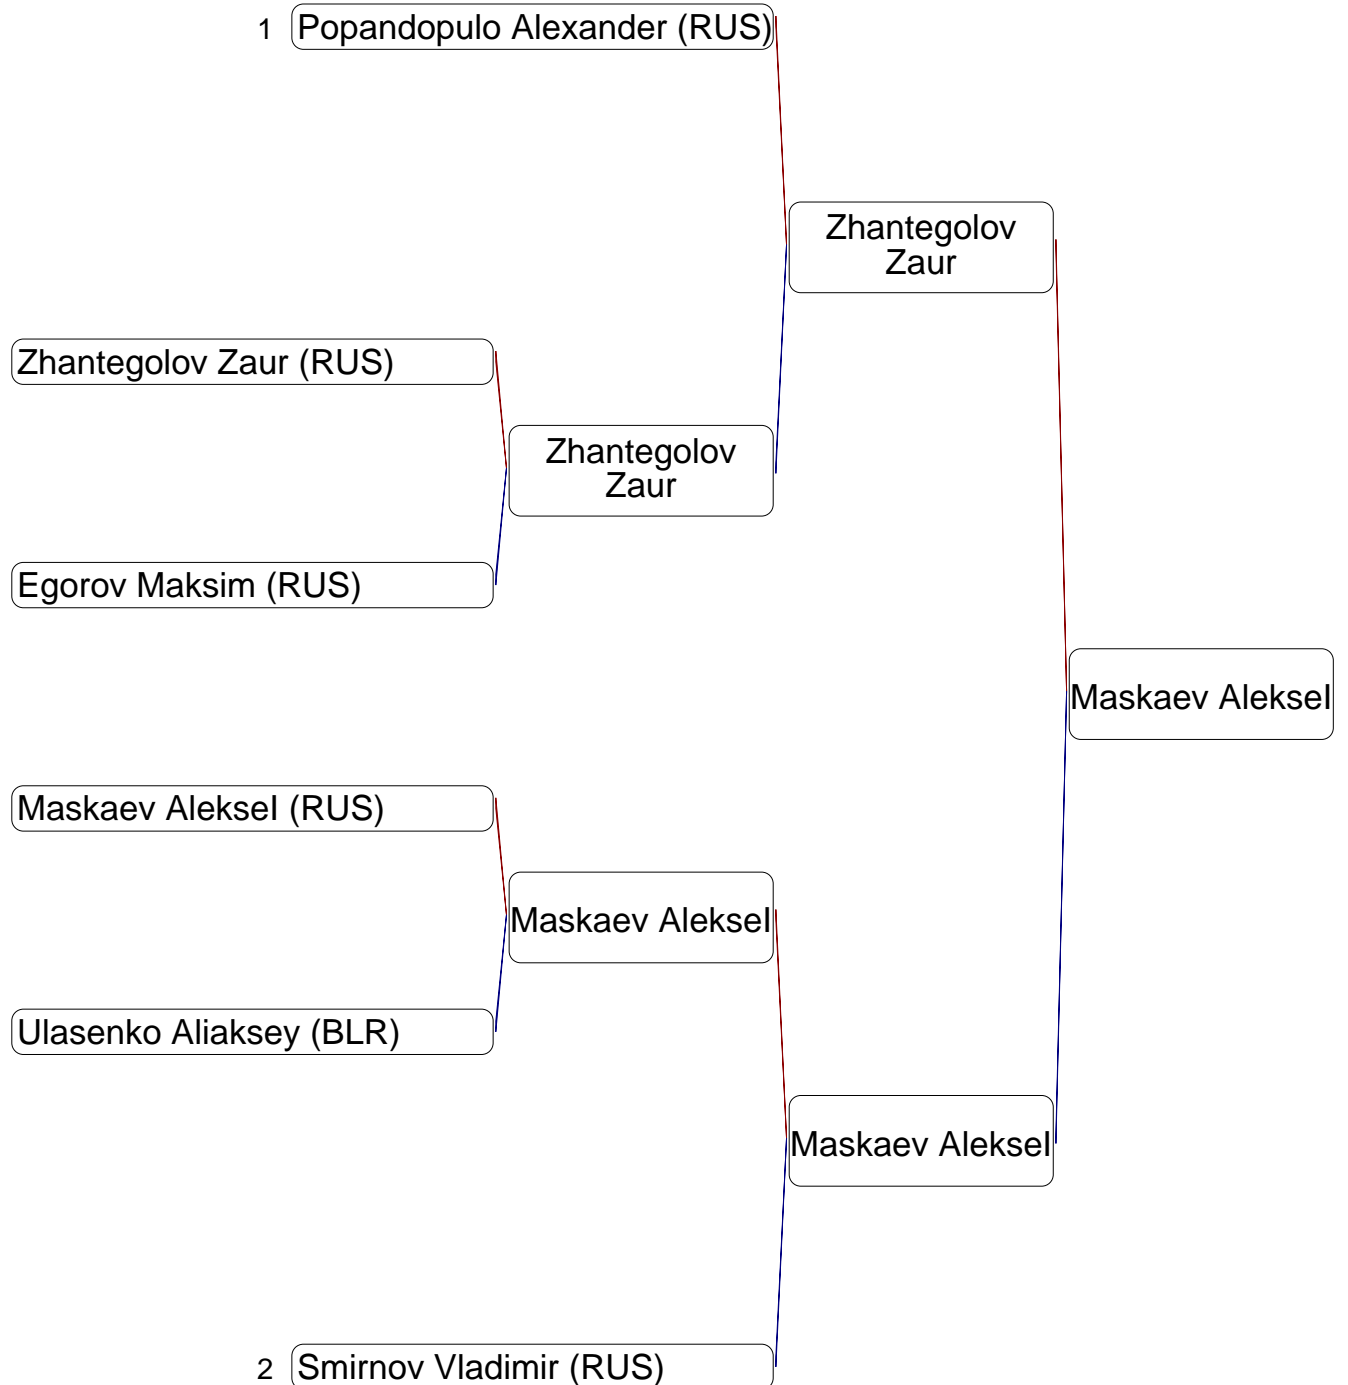 1 Popandopulo Alexander (RUS)
Zhantegolov
Zaur
Zhantegolov Zaur (RUS)
Zhantegolov
Zaur
Egorov Maksim (RUS)
Maskaev AlekseI
Maskaev AlekseI (RUS)
Maskaev AlekseI
Ulasenko Aliaksey (BLR)
Maskaev AlekseI
2 Smirnov Vladimir (RUS)